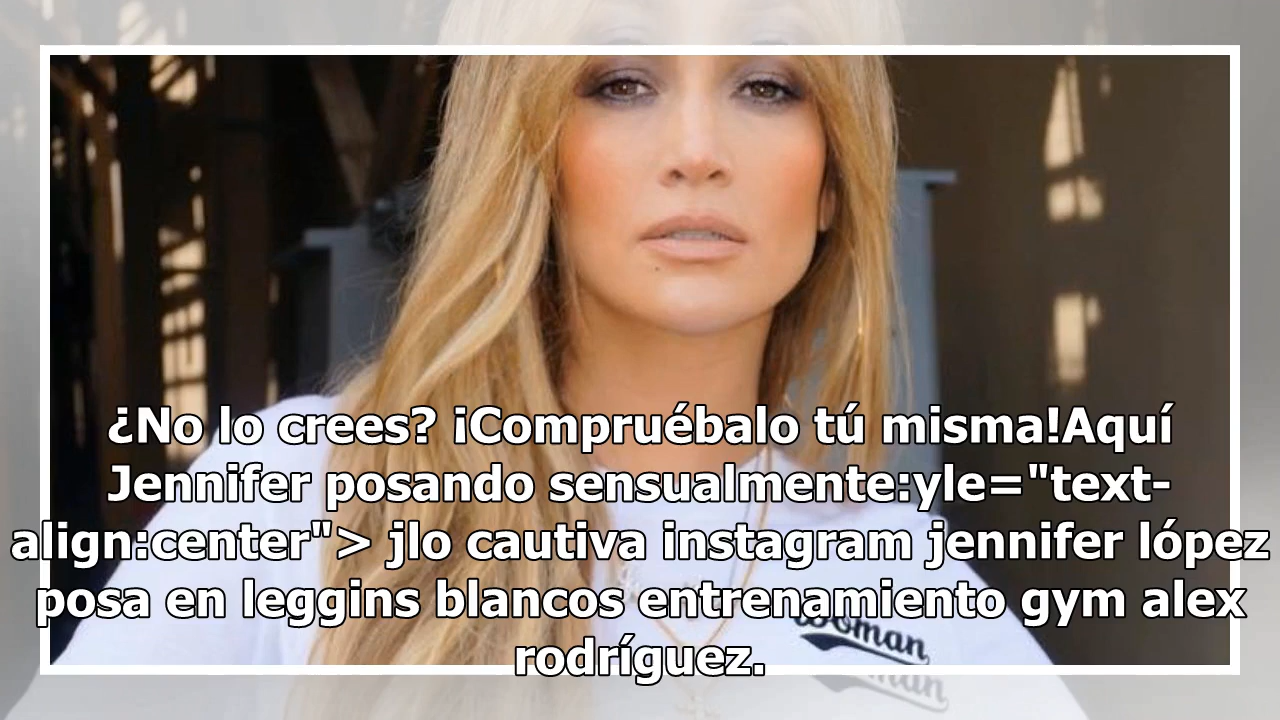 ¿No lo crees? ¡Compruébalo tú misma!Aquí
Jennifer posando sensualmente:yle="text-
align:center"> jlo cautiva instagram jennifer lópez
posa en leggins blancos entrenamiento gym alex
rodríguez.
Wooman